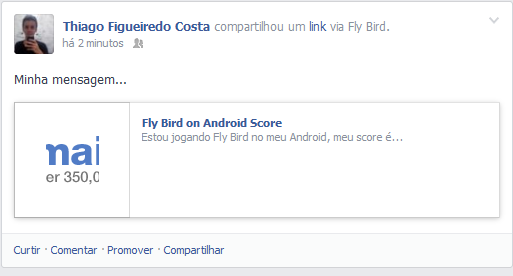 Thiago Figueiredo Costa compartilhou um link via Fly Bird.
há 2 minutos
Minha mensagem...
nai
er 350,0
Fly Bird on Android Score
Estou jogando Fly Bird no meu Android, meu score é...
Curtir · Comentar · Promover · Compartilhar